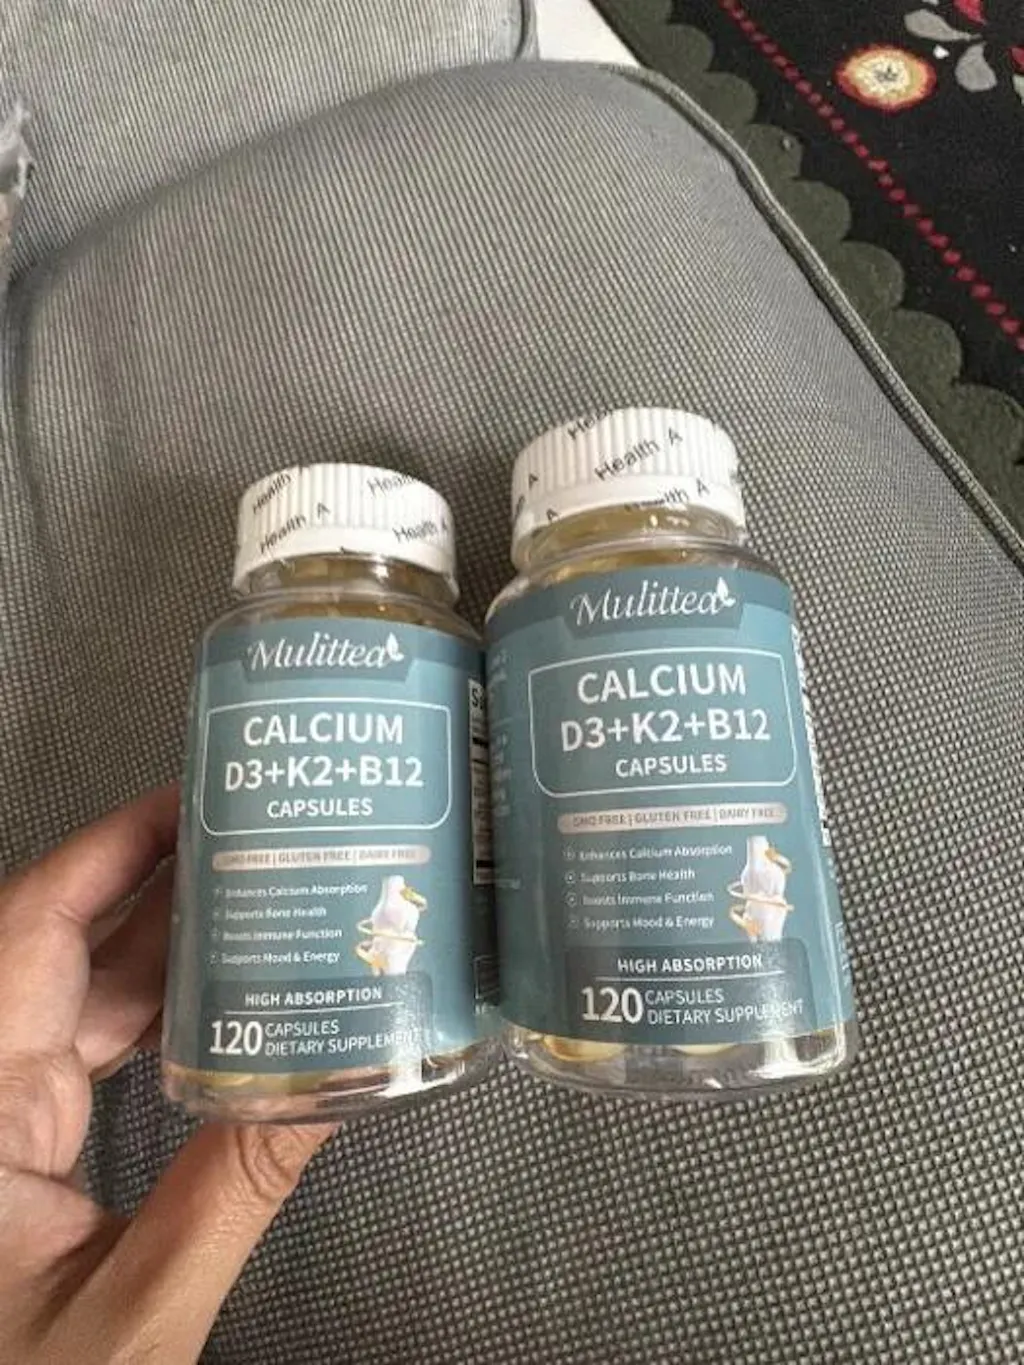 Health
Health
Health A
Health
Mulittea
CALCIUM
D3+K2+B12
CAPSULES
GMO FREE | GLUTEN FREE | DAIRY FREE
Enhances Calcium Absorption
Supports Bone Health
Boosts Immune Function
Supports Mood & Energy
HIGH ABSORPTION
120 CAPSULES
DIETARY SUPPLEMENT
Health A
A
A
Mulittea
CALCIUM
D3+K2+B12
CAPSULES
GMO FREE | GLUTEN FREE | DAIRY FREE
Enhances Calcium Absorption
Supports Bone Health
Boosts Immune Function
Supports Mood & Energy
HIGH ABSORPTION
120 CAPSULES
DIETARY SUPPLEMENT